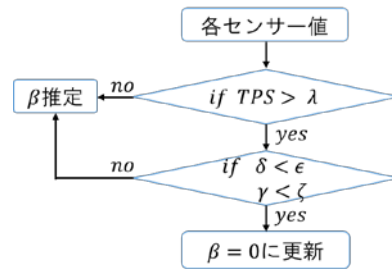 各センサー値
no
β推定
if TPS > λ
yes
no
if δ < ϵ
γ < ζ
yes
β = 0に更新